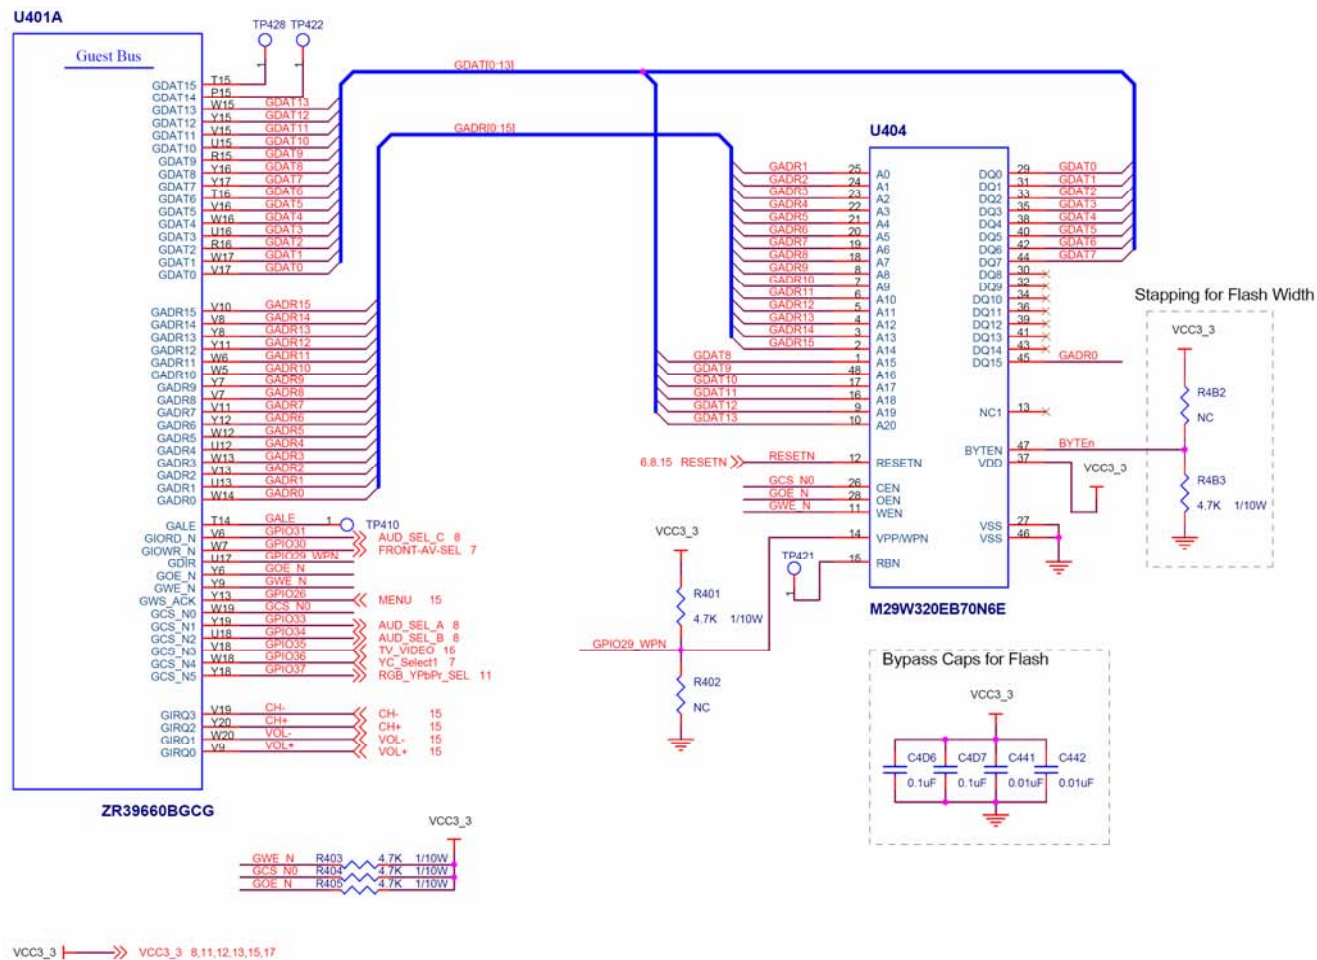 U401A
Guest Bus
TP428 TP422
1 1
GDAT15 T15
GDAT14 P15
GDAT13 W15 GDAT13
GDAT12 Y15 GDAT12
GDAT11 V15 GDAT11
GDAT10 U15 GDAT10
GDAT9 R15 GDAT9
GDAT8 Y16 GDAT8
GDAT7 Y17 GDAT7
GDAT6 T16 GDAT6
GDAT5 V16 GDAT5
GDAT4 W16 GDAT4
GDAT3 U16 GDAT3
GDAT2 R16 GDAT2
GDAT1 W17 GDAT1
GDAT0 V17 GDAT0
GADR15 V10 GADR15
GADR14 V8 GADR14
GADR13 Y8 GADR13
GADR12 Y11 GADR12
GADR11 W6 GADR11
GADR10 W5 GADR10
GADR9 Y7 GADR9
GADR8 V7 GADR8
GADR7 V11 GADR7
GADR6 Y12 GADR6
GADR5 W12 GADR5
GADR4 U12 GADR4
GADR3 W13 GADR3
GADR2 V13 GADR2
GADR1 U13 GADR1
GADR0 W14 GADR0
GALE T14 GALE 1 TP410
GIORD_N V6 GPIO31 AUD_SEL_C 8
GIOWR_N W7 GPIO30 FRONT-AV-SEL 7
GDIR U17 GPIO29_WPN
GOE_N Y6 GOE_N
GWE_N Y9 GWE_N
GWS_ACK Y13 GPIO26 MENU 15
GCS_N0 W19 GCS_N0
GCS_N1 Y19 GPIO33 AUD_SEL_A 8
GCS_N2 U18 GPIO34 AUD_SEL_B 8
GCS_N3 V18 GPIO35 TV_VIDEO 16
GCS_N4 W18 GPIO36 YC_Select1 7
GCS_N5 Y18 GPIO37 RGB_YPbPr_SEL 11
GIRQ3 V19 CH- CH- 15
GIRQ2 Y20 CH+ CH+ 15
GIRQ1 W20 VOL- VOL- 15
GIRQ0 V9 VOL+ VOL+ 15
ZR39660BGCG
GDAT[0:13]
GADR[0:15]
U404
GADR1 25 A0 DQ0 29 GDAT0
GADR2 24 A1 DQ1 31 GDAT1
GADR3 23 A2 DQ2 33 GDAT2
GADR4 22 A3 DQ3 35 GDAT3
GADR5 21 A4 DQ4 38 GDAT4
GADR6 20 A5 DQ5 40 GDAT5
GADR7 19 A6 DQ6 42 GDAT6
GADR8 18 A7 DQ7 44 GDAT7
GADR9 8 A8 DQ8 30
GADR10 7 A9 DQ9 32
GADR11 6 A10 DQ10 34
GADR12 5 A11 DQ11 36
GADR13 4 A12 DQ12 39
GADR14 3 A13 DQ13 41
GADR15 2 A14 DQ14 43
GDAT8 1 A15 DQ15 45 GADR0
GDAT9 48 A16
GDAT10 17 A17
GDAT11 16 A18
GDAT12 9 A19 NC1 13
GDAT13 10 A20
BYTEN 47 BYTEn
6.8.15 RESETN RESETN 12 RESETN VDD 37 VCC3_3
GCS_N0 26 CEN
GOE_N 28 OEN
GWE_N 11 WEN
VSS 27
14 VPP/WPN VSS 46
TP421 1 15 RBN
M29W320EB70N6E
VCC3_3
R401
4.7K 1/10W
GPIO29_WPN
R402
NC
Stapping for Flash Width
VCC3_3
R4B2
NC
R4B3
4.7K 1/10W
Bypass Caps for Flash
VCC3_3
C4D6 C4D7 C441 C442
0.1uF 0.1uF 0.01uF 0.01uF
VCC3_3
GWE_N R403 4.7K 1/10W
GCS_N0 R404 4.7K 1/10W
GOE_N R405 4.7K 1/10W
VCC3_3 VCC3_3 8,11,12,13,15,17